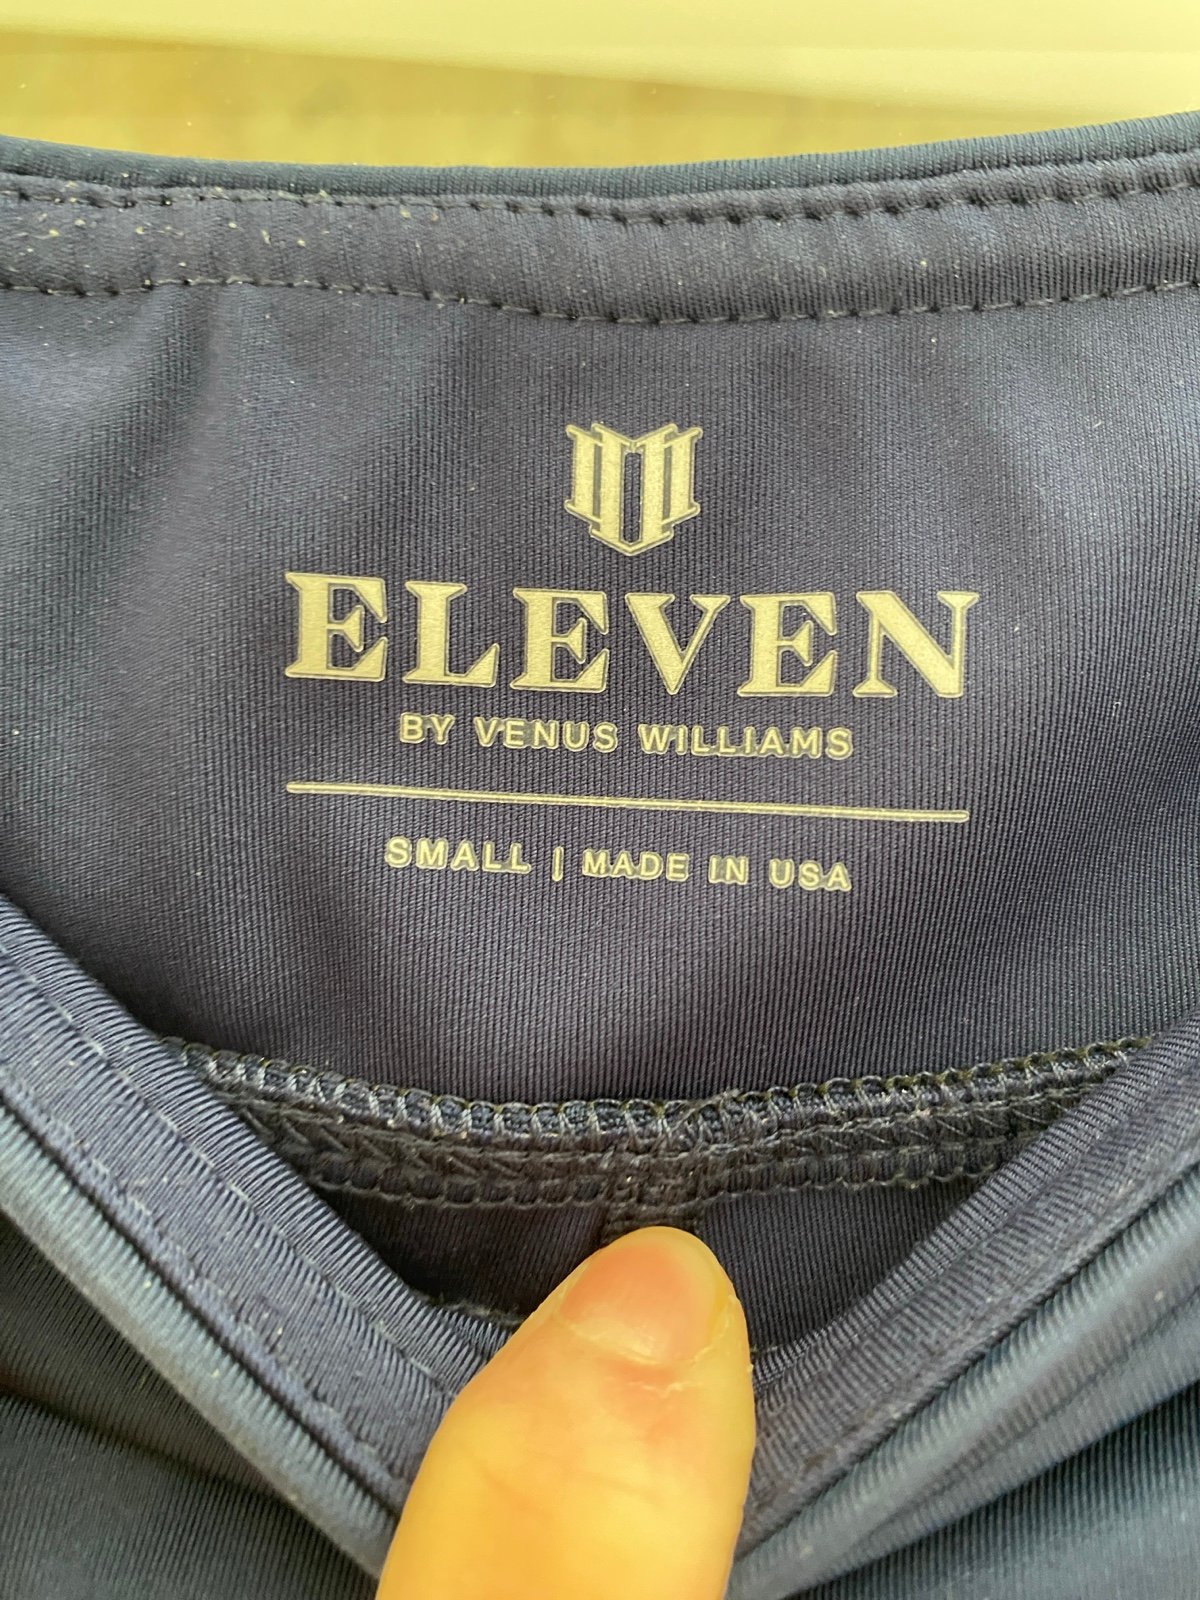 ELEVEN
BY VENUS WILLIAMS
SMALL | MADE IN USA